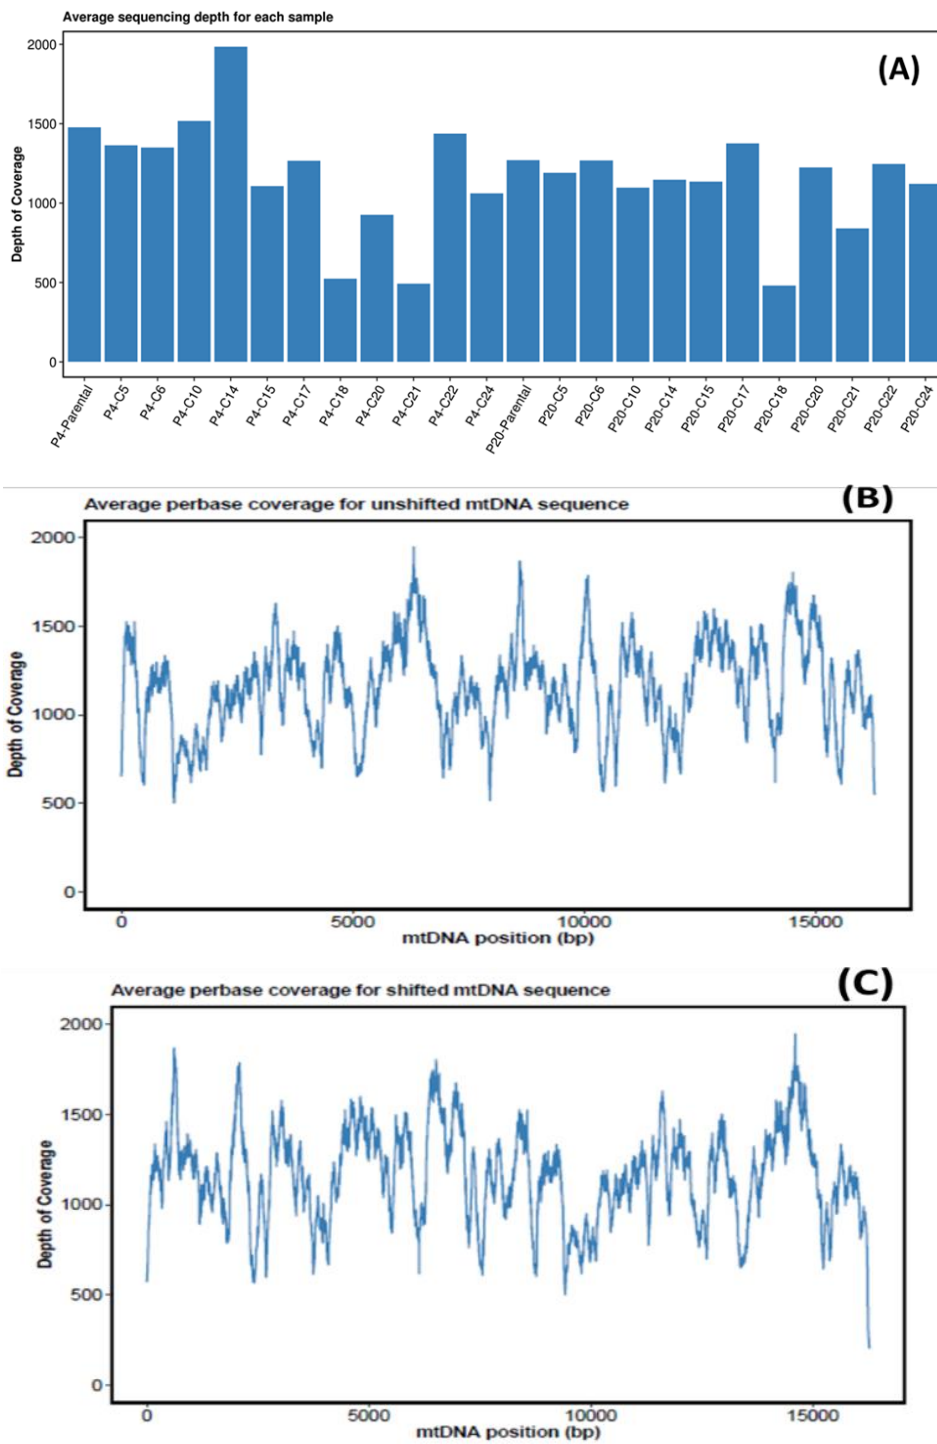 Average sequencing depth for each sample
(A)
Depth of Coverage
2000
1500
1000
500
0
P4-Parental
P4-C5
P4-C6
P4-C10
P4-C14
P4-C15
P4-C17
P4-C18
P4-C20
P4-C21
P4-C22
P4-C24
P20-Parental
P20-C5
P20-C6
P20-C10
P20-C14
P20-C15
P20-C17
P20-C18
P20-C20
P20-C21
P20-C22
P20-C24
Average perbase coverage for unshifted mtDNA sequence
(B)
Depth of Coverage
2000
1500
1000
500
0
0 5000 10000 15000
mtDNA position (bp)
Average perbase coverage for shifted mtDNA sequence
(C)
Depth of Coverage
2000
1500
1000
500
0
0 5000 10000 15000
mtDNA position (bp)